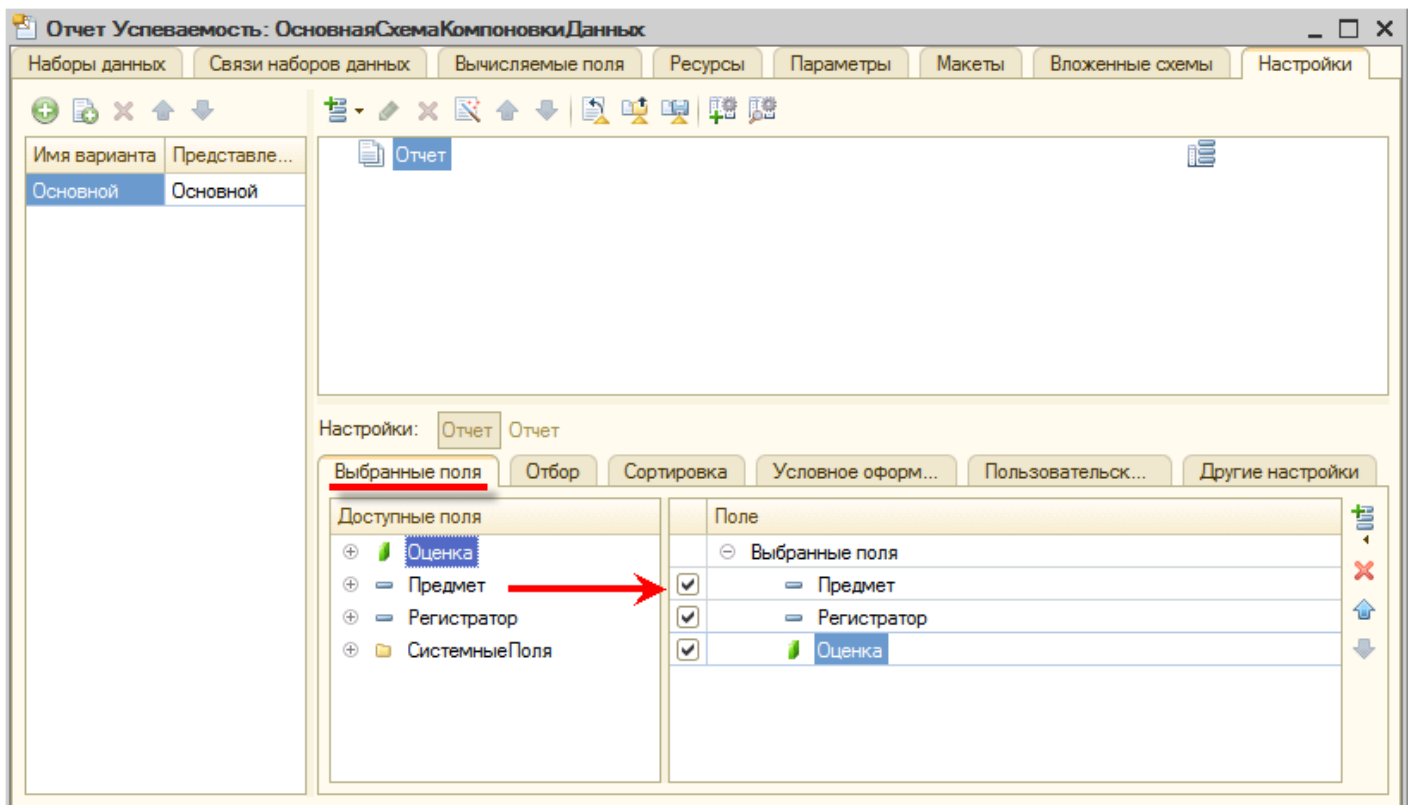 Отчет Успеваемость: ОсновнаяСхемаКомпоновкиДанных
Наборы данных Связи наборов данных Вычисляемые поля Ресурсы Параметры Макеты Вложенные схемы Настройки
Имя варианта Представле...
Отчет
Основной Основной
Настройки: Отчет Отчет
Выбранные поля Отбор Сортировка Условное оформ... Пользовательск... Другие настройки
Доступные поля Поле
Оценка Выбранные поля
Предмет Предмет
Регистратор Регистратор
СистемныеПоля Оценка